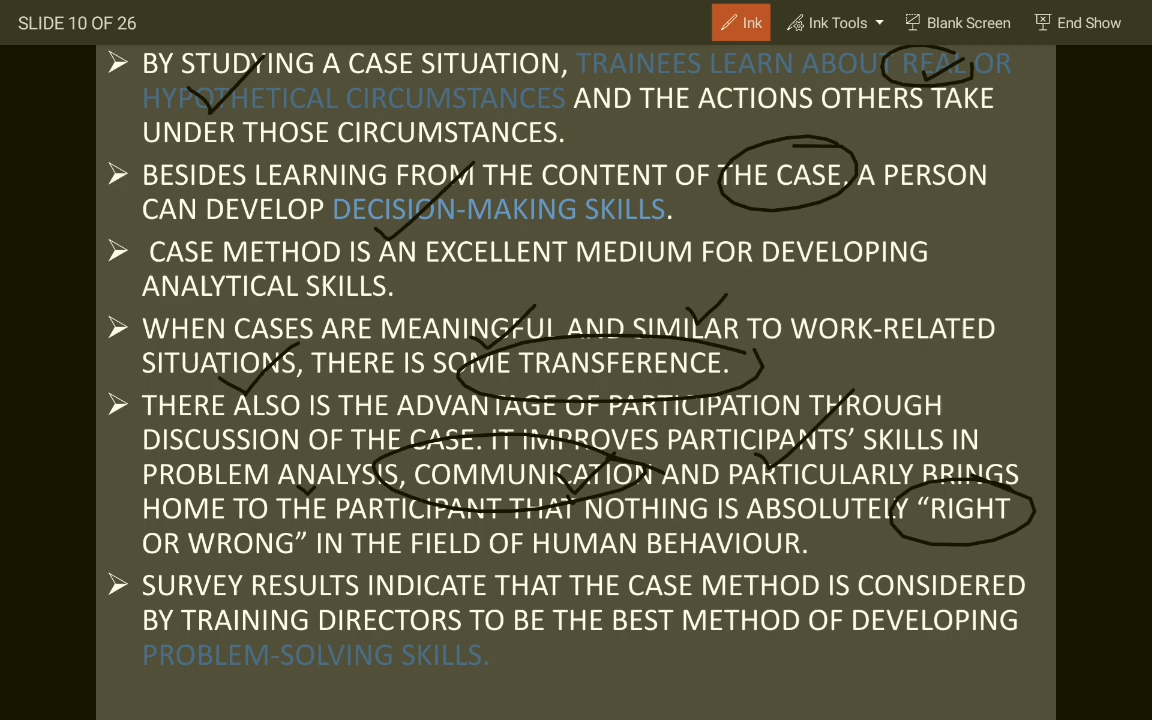 SLIDE 10 OF 26
Ink Ink Tools Blank Screen End Show
BY STUDYING A CASE SITUATION, TRAINEES LEARN ABOUT REAL OR
HYPOTHETICAL CIRCUMSTANCES AND THE ACTIONS OTHERS TAKE
UNDER THOSE CIRCUMSTANCES.
BESIDES LEARNING FROM THE CONTENT OF THE CASE, A PERSON
CAN DEVELOP DECISION-MAKING SKILLS.
CASE METHOD IS AN EXCELLENT MEDIUM FOR DEVELOPING
ANALYTICAL SKILLS.
WHEN CASES ARE MEANINGFUL AND SIMILAR TO WORK-RELATED
SITUATIONS, THERE IS SOME TRANSFERENCE.
THERE ALSO IS THE ADVANTAGE OF PARTICIPATION THROUGH
DISCUSSION OF THE CASE. IT IMPROVES PARTICIPANTS’ SKILLS IN
PROBLEM ANALYSIS, COMMUNICATION AND PARTICULARLY BRINGS
HOME TO THE PARTICIPANT THAT NOTHING IS ABSOLUTELY “RIGHT
OR WRONG” IN THE FIELD OF HUMAN BEHAVIOUR.
SURVEY RESULTS INDICATE THAT THE CASE METHOD IS CONSIDERED
BY TRAINING DIRECTORS TO BE THE BEST METHOD OF DEVELOPING
PROBLEM-SOLVING SKILLS.